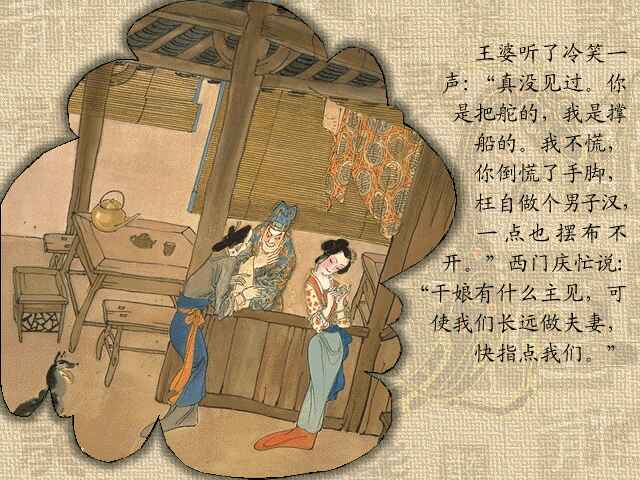 王婆听了冷笑一
声：“真没见过。你
是把舵的，我是撑
船的。我不慌，
你倒慌了手脚，
枉自做个男子汉，
一点也摆布不
开。”西门庆忙说：
“干娘有什么主见，可
使我们长远做夫妻，
快指点我们。”